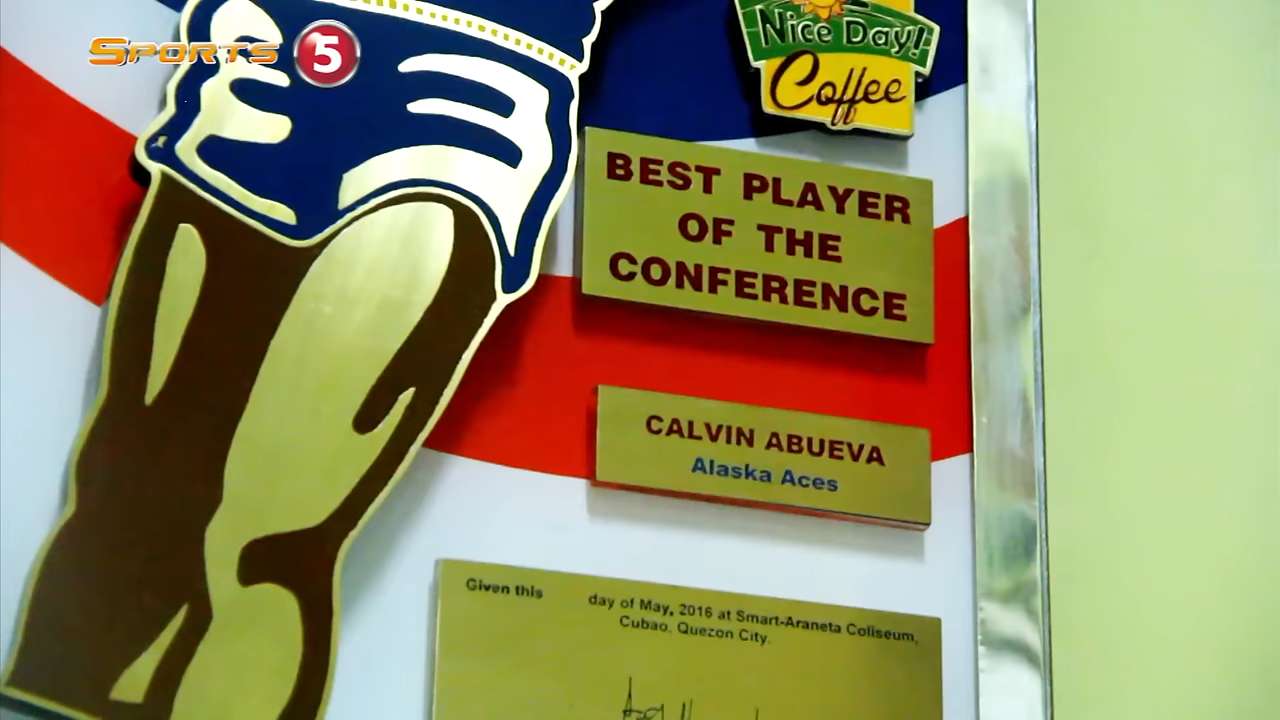 SPORTS 5
Nice Day!
Coffee
BEST PLAYER
OF THE
CONFERENCE
CALVIN ABUEVA
Alaska Aces
Given this day of May, 2016 at Smart-Araneta Coliseum,
Cubao, Quezon City.